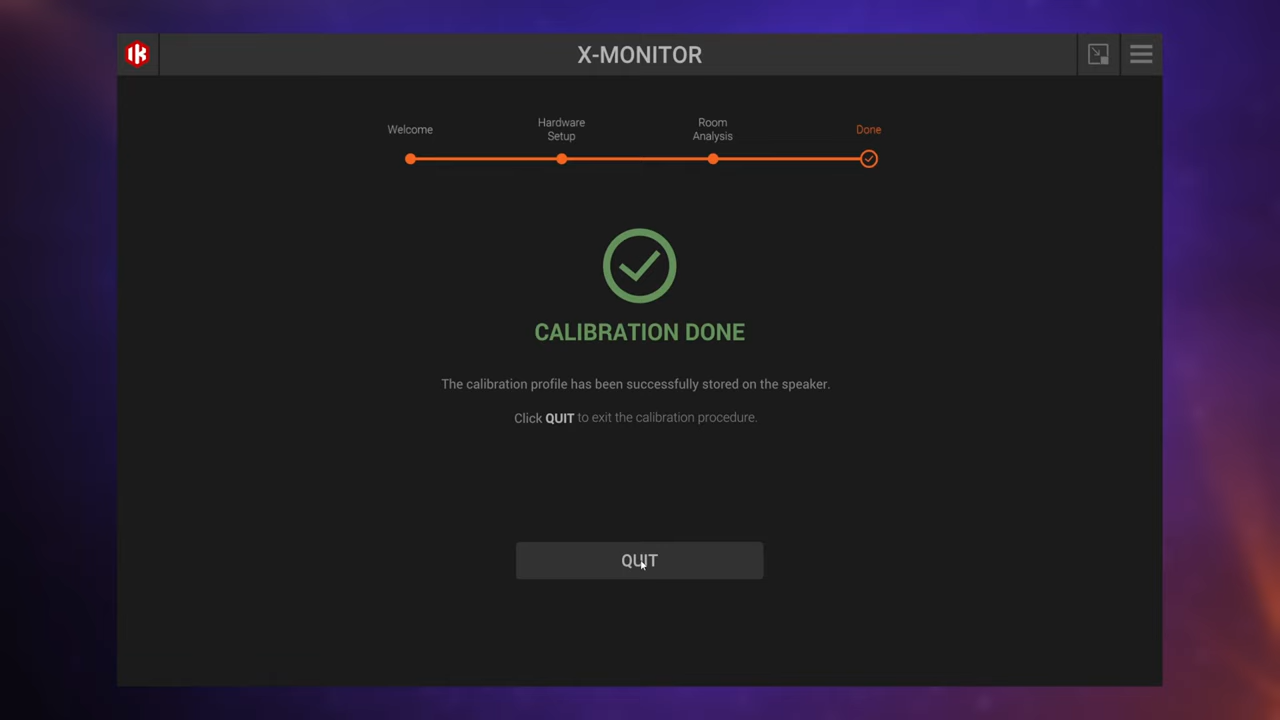 IK
X-MONITOR
Welcome
Hardware
Setup
Room
Analysis
Done
CALIBRATION DONE
The calibration profile has been successfully stored on the speaker.
Click QUIT to exit the calibration procedure.
QUIT